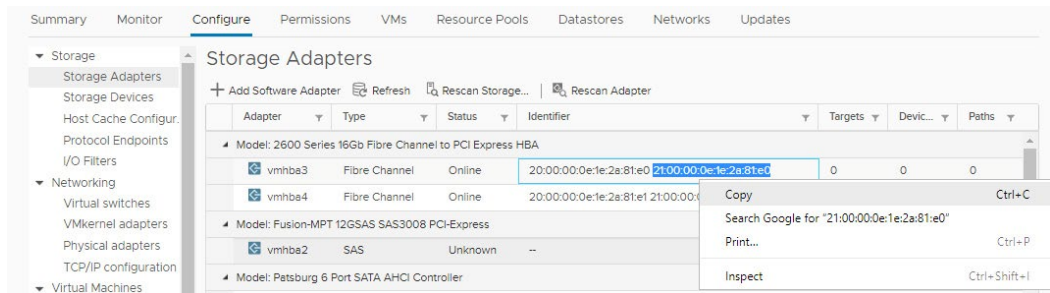 Summary Monitor Configure Permissions VMs Resource Pools Datastores Networks Updates
Storage
Storage Adapters
Storage Devices
Host Cache Configur.
Protocol Endpoints
I/O Filters
Networking
Virtual switches
VMkernel adapters
Physical adapters
TCP/IP configuration
Virtual Machines
Storage Adapters
Add Software Adapter Refresh Rescan Storage... Rescan Adapter
Adapter Type Status Identifier Targets Devic... Paths
Model: 2600 Series 16Gb Fibre Channel to PCI Express HBA
vmhba3 Fibre Channel Online 20:00:00:0e:1e:2a:81:e0 21:00:00:0e:1e:2a:81:e0 0 0 0
vmhba4 Fibre Channel Online 20:00:00:0e:1e:2a:81:e1 21:00:00:
Model: Fusion-MPT 12GSAS SAS3008 PCI-Express
vmhba2 SAS Unknown --
Model: Patsburg 6 Port SATA AHCI Controller
Copy Ctrl+C
Search Google for "21:00:00:0e:1e:2a:81:e0"
Print... Ctrl+P
Inspect Ctrl+Shift+I